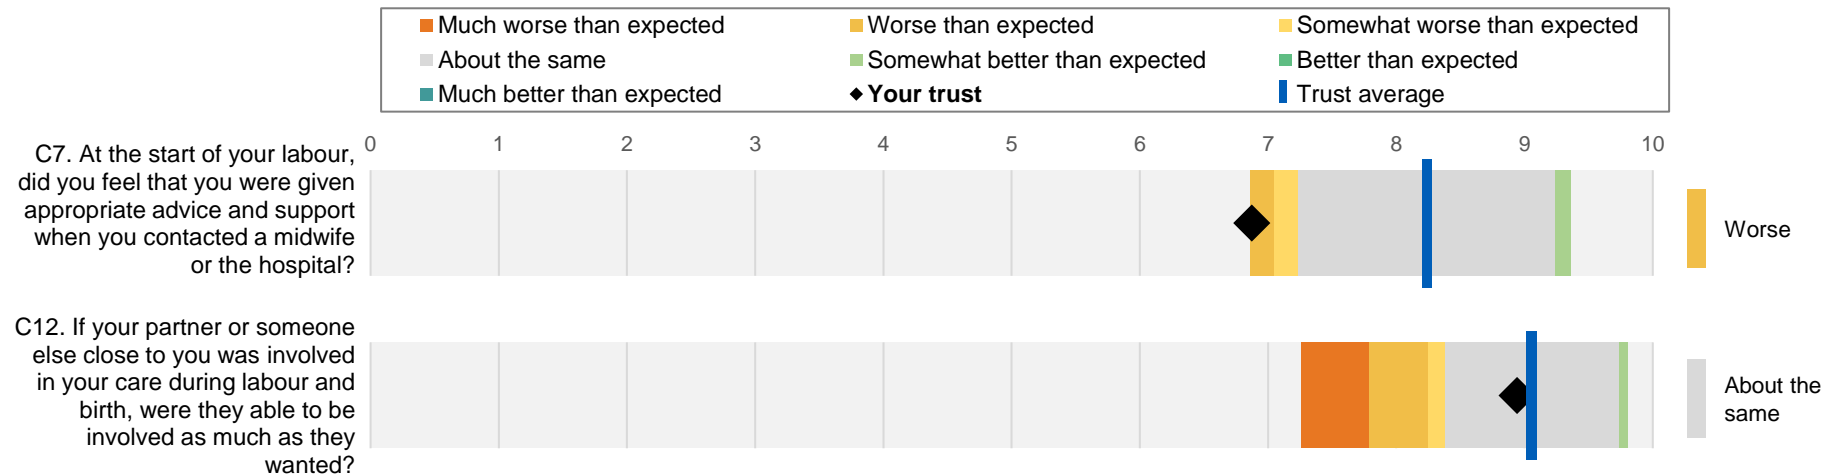 Much worse than expected
Worse than expected
Somewhat worse than expected
About the same
Somewhat better than expected
Better than expected
Much better than expected
Your trust
Trust average
0 1 2 3 4 5 6 7 8 9 10
C7. At the start of your labour,
did you feel that you were given
appropriate advice and support
when you contacted a midwife
or the hospital?
Worse
C12. If your partner or someone
else close to you was involved
in your care during labour and
birth, were they able to be
involved as much as they
wanted?
About the
same